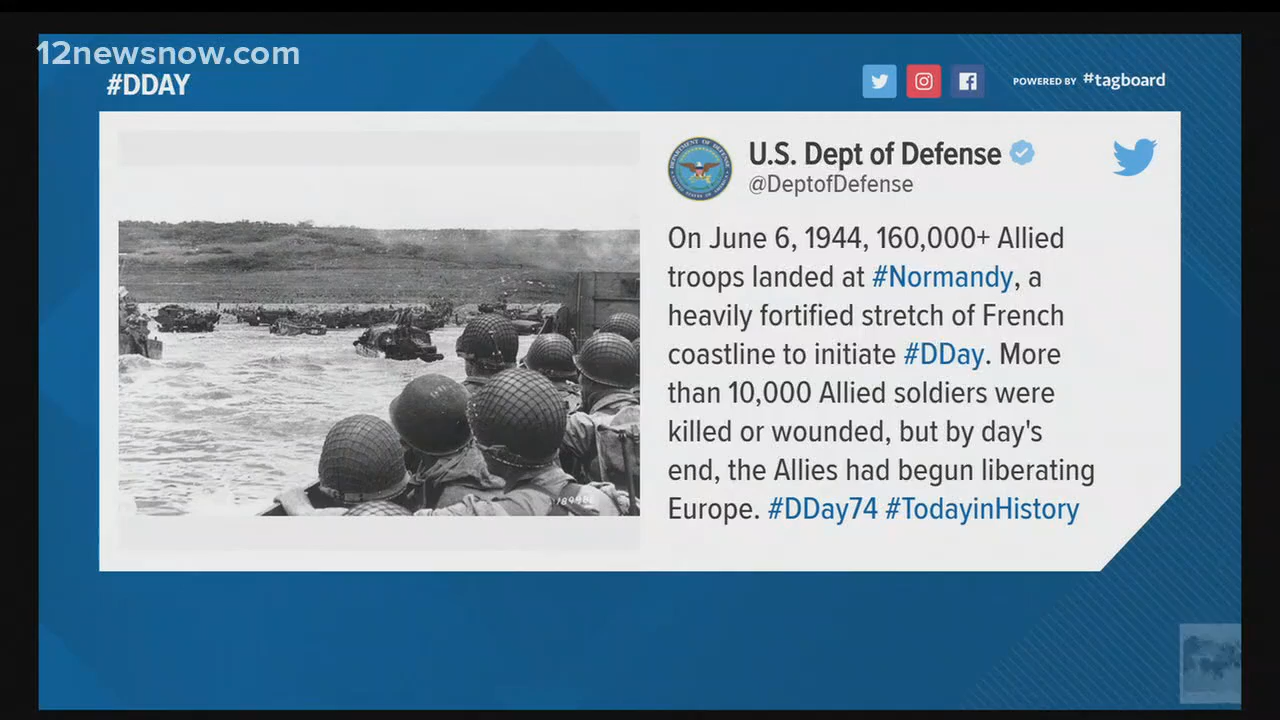 12newsnow.com
#DDAY
POWERED BY #tagboard
U.S. Dept of Defense
@DeptofDefense
On June 6, 1944, 160,000+ Allied
troops landed at #Normandy, a
heavily fortified stretch of French
coastline to initiate #DDay. More
than 10,000 Allied soldiers were
killed or wounded, but by day's
end, the Allies had begun liberating
Europe. #DDay74 #TodayinHistory